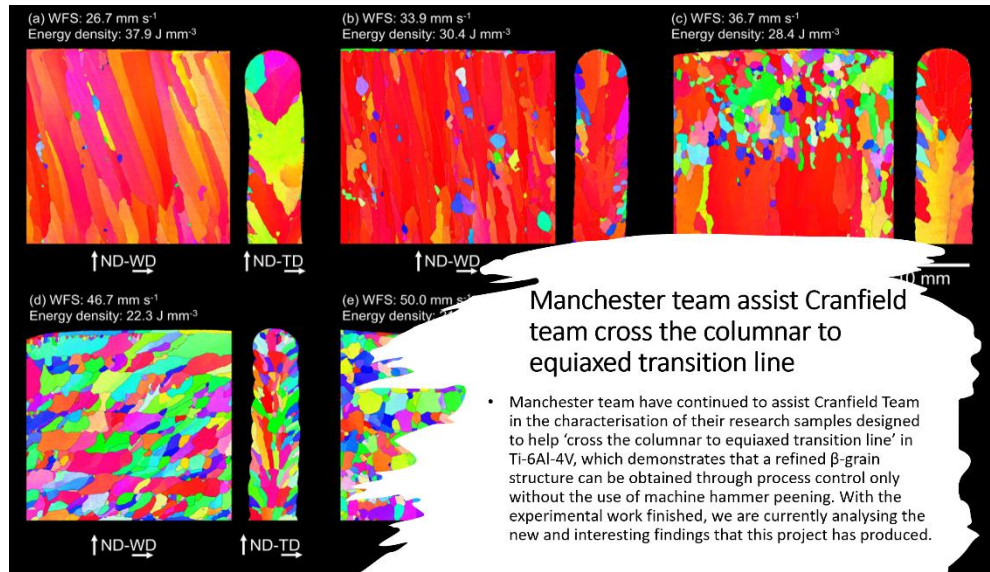 (a) WFS: 26.7 mm s⁻¹
Energy density: 37.9 J mm⁻³
(b) WFS: 33.9 mm s⁻¹
Energy density: 30.4 J mm⁻³
(c) WFS: 36.7 mm s⁻¹
Energy density: 28.4 J mm⁻³
↑ND-WD
↑ND-TD
↑ND-WD
mm
(d) WFS: 46.7 mm s⁻¹
Energy density: 22.3 J mm⁻³
(e) WFS: 50.0 mm s⁻¹
Energy density:
↑ND-WD
↑ND-TD
Manchester team assist Cranfield
team cross the columnar to
equiaxed transition line
• Manchester team have continued to assist Cranfield Team
in the characterisation of their research samples designed
to help ‘cross the columnar to equiaxed transition line’ in
Ti-6Al-4V, which demonstrates that a refined β-grain
structure can be obtained through process control only
without the use of machine hammer peening. With the
experimental work finished, we are currently analysing the
new and interesting findings that this project has produced.